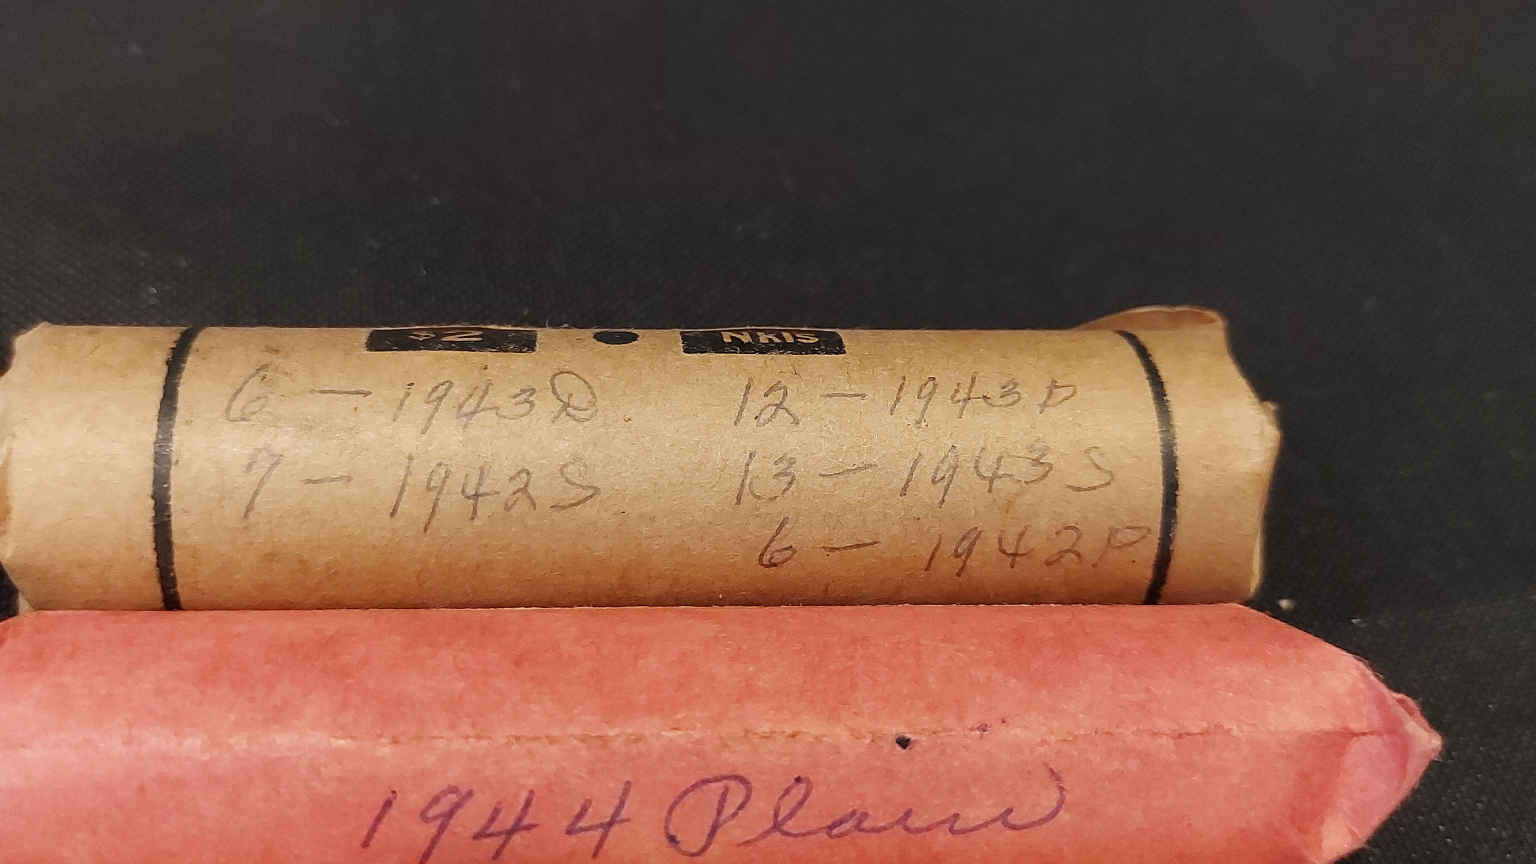 $2 • Nkls
6 – 1943D 12 – 1943P
7 – 1942S 13 – 1943S
6 – 1942P
1944 Plain